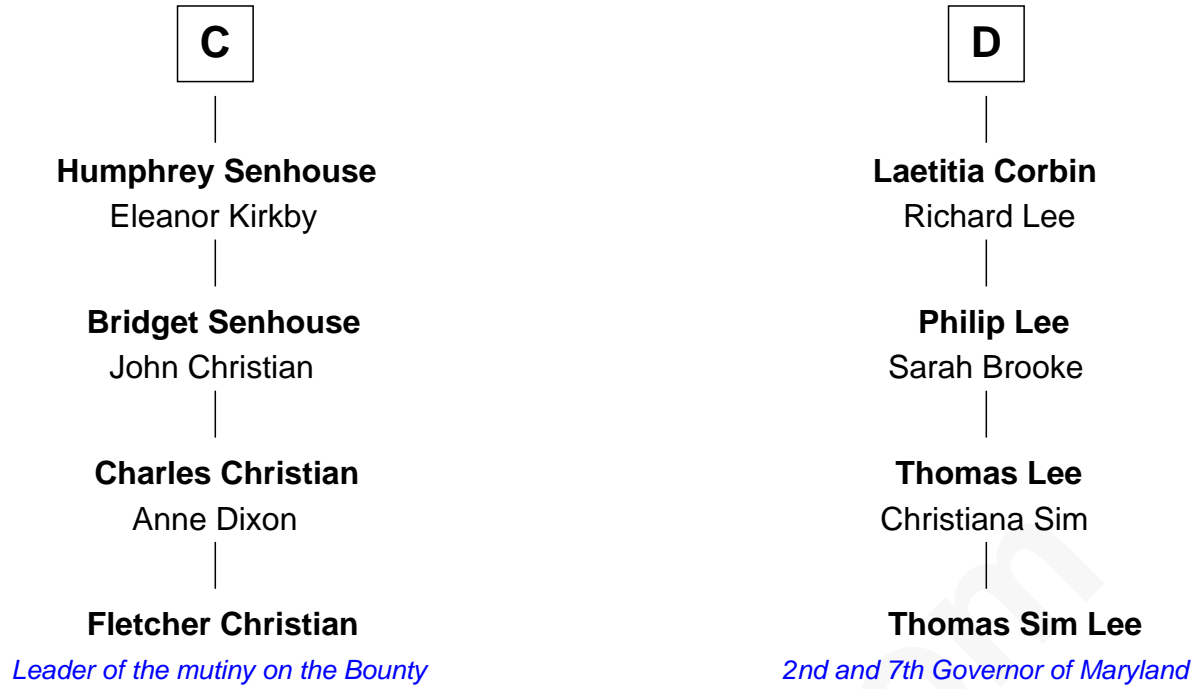 C
Humphrey Senhouse
Eleanor Kirkby
Bridget Senhouse
John Christian
Charles Christian
Anne Dixon
Fletcher Christian
Leader of the mutiny on the Bounty
D
Laetitia Corbin
Richard Lee
Philip Lee
Sarah Brooke
Thomas Lee
Christiana Sim
Thomas Sim Lee
2nd and 7th Governor of Maryland